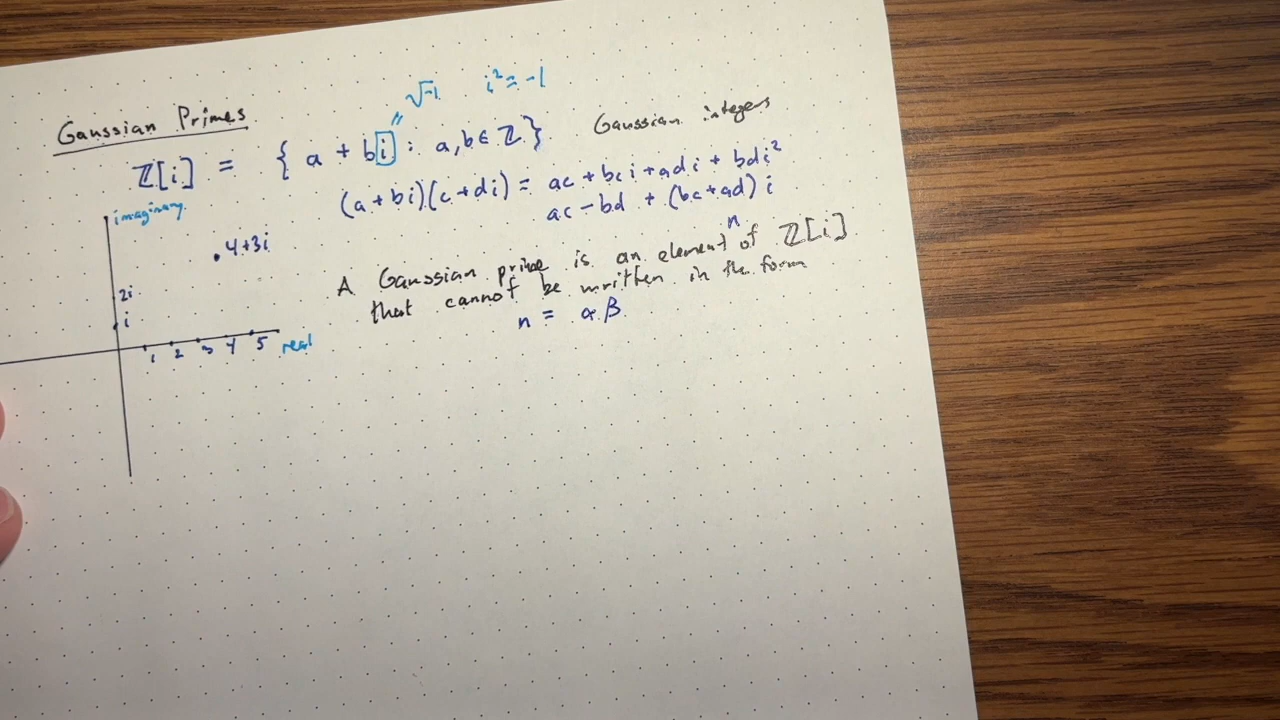 Gaussian Primes
√-1 i² = -1
ℤ[i] = { a + bi : a, b ∈ ℤ } Gaussian integers
(a + bi)(c + di) = ac + bci + adi + bdi²
ac - bd + (bc + ad) i
imaginary
4+3i
2i
i
1 2 3 4 5 real
n
A Gaussian prime is an element of ℤ[i]
that cannot be written in the form
n = αβ